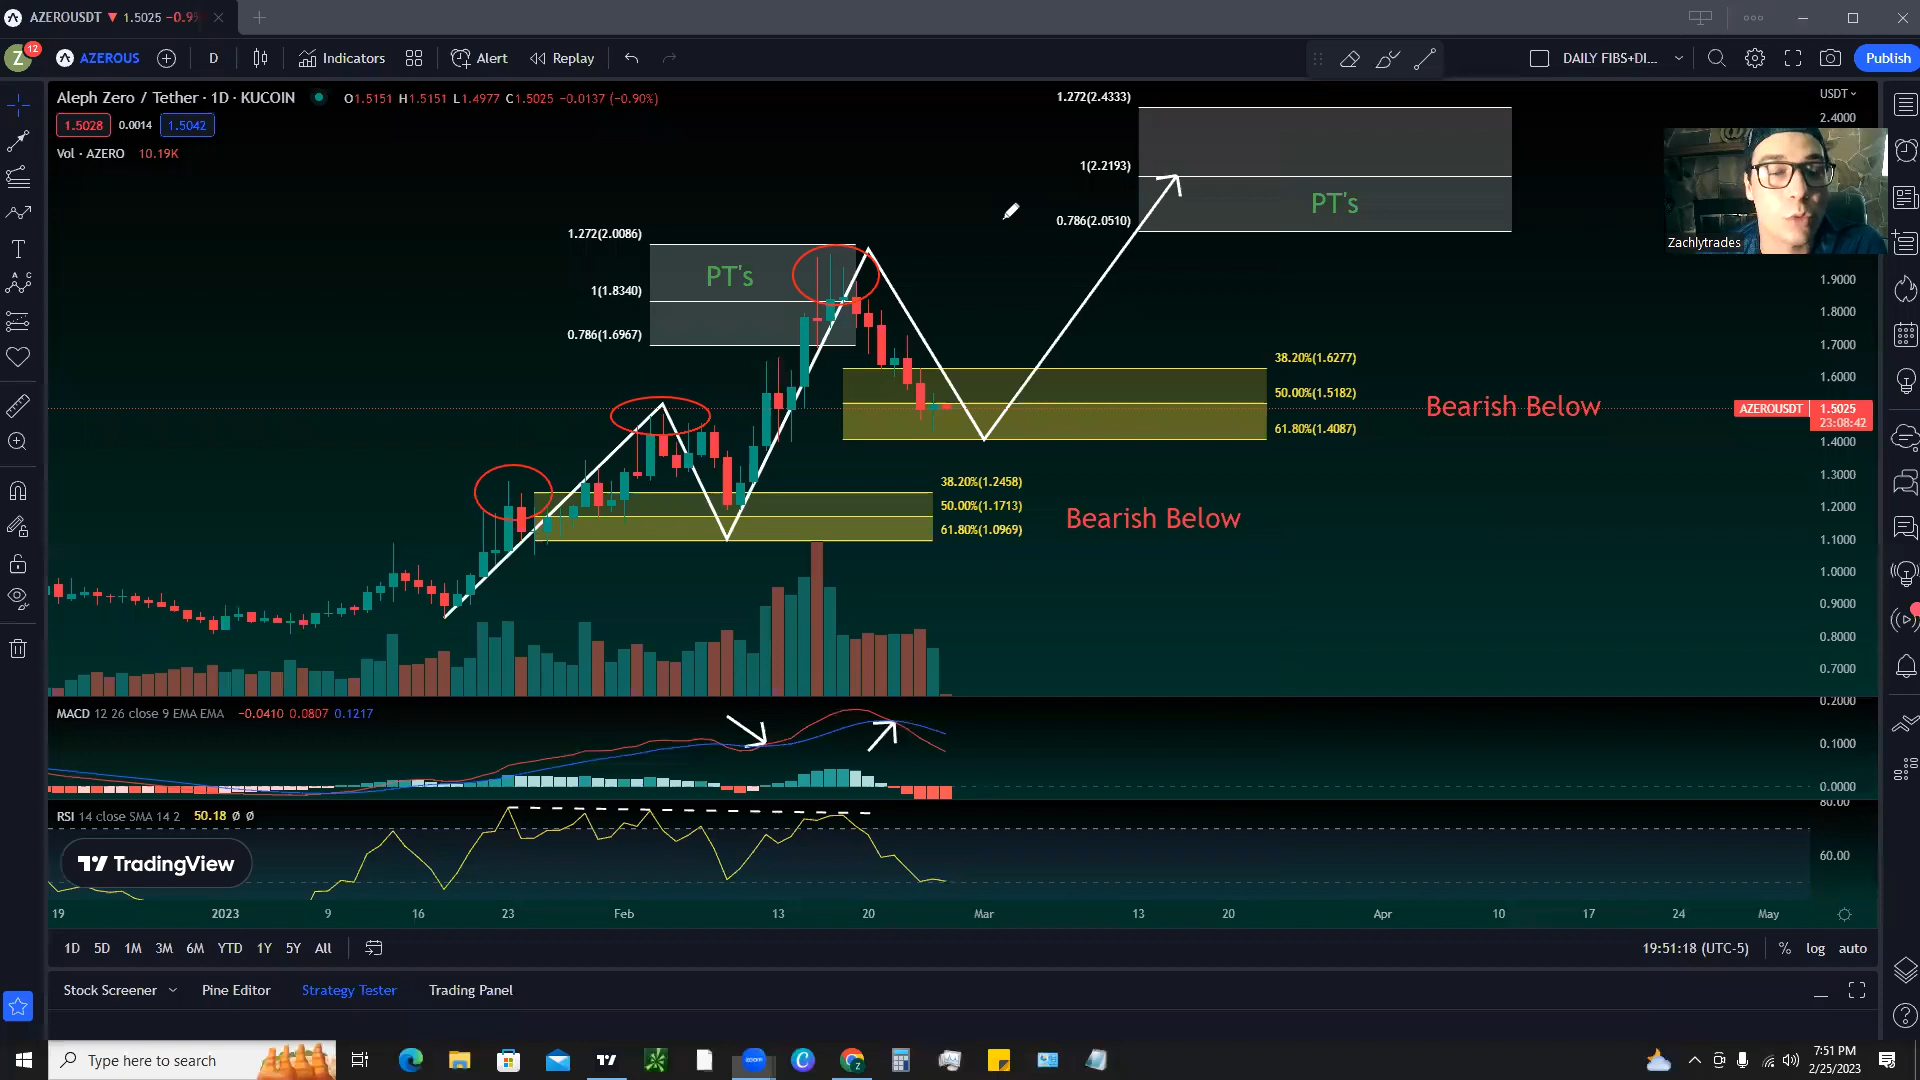 AZEROUSDT ▼ 1.5025 −0.9%
Z 12 AZEROUS D Indicators Alert Replay DAILY FIBS+DI... Publish
Aleph Zero / Tether · 1D · KUCOIN O1.5151 H1.5151 L1.4977 C1.5025 −0.0137 (−0.90%)
1.5028 0.0014 1.5042
Vol · AZERO 10.19K
USDT
2.4000
1.272(2.4333)
1(2.2193)
0.786(2.0510)
PT's
Zachlytrades
1.272(2.0086)
1(1.8340)
0.786(1.6967)
PT's
1.9000
1.8000
1.7000
1.6000
38.20%(1.6277)
50.00%(1.5182)
61.80%(1.4087)
Bearish Below
AZEROUSDT 1.5025
23:08:42
1.4000
1.3000
1.2000
1.1000
1.0000
0.9000
0.8000
0.7000
38.20%(1.2458)
50.00%(1.1713)
61.80%(1.0969)
Bearish Below
0.2000
MACD 12 26 close 9 EMA EMA −0.0410 0.0807 0.1217
0.1000
0.0000
80.00
RSI 14 close SMA 14 2 50.18 Ø Ø
60.00
TradingView
19 2023 9 16 23 Feb 13 20 Mar 13 20 Apr 10 17 24 May
1D 5D 1M 3M 6M YTD 1Y 5Y All 19:51:18 (UTC-5) % log auto
Stock Screener Pine Editor Strategy Tester Trading Panel
Type here to search
zoom
7:51 PM
2/25/2023